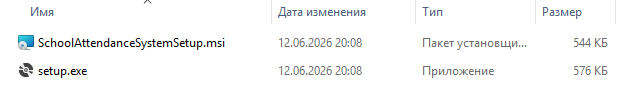 Имя Дата изменения Тип Размер
SchoolAttendanceSystemSetup.msi 12.06.2026 20:08 Пакет установщи... 544 КБ
setup.exe 12.06.2026 20:08 Приложение 576 КБ